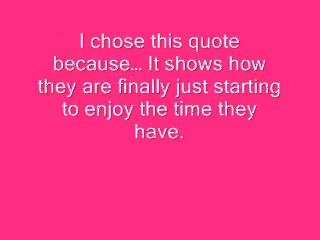 I chose this quote
because… It shows how
they are finally just starting
to enjoy the time they
have.